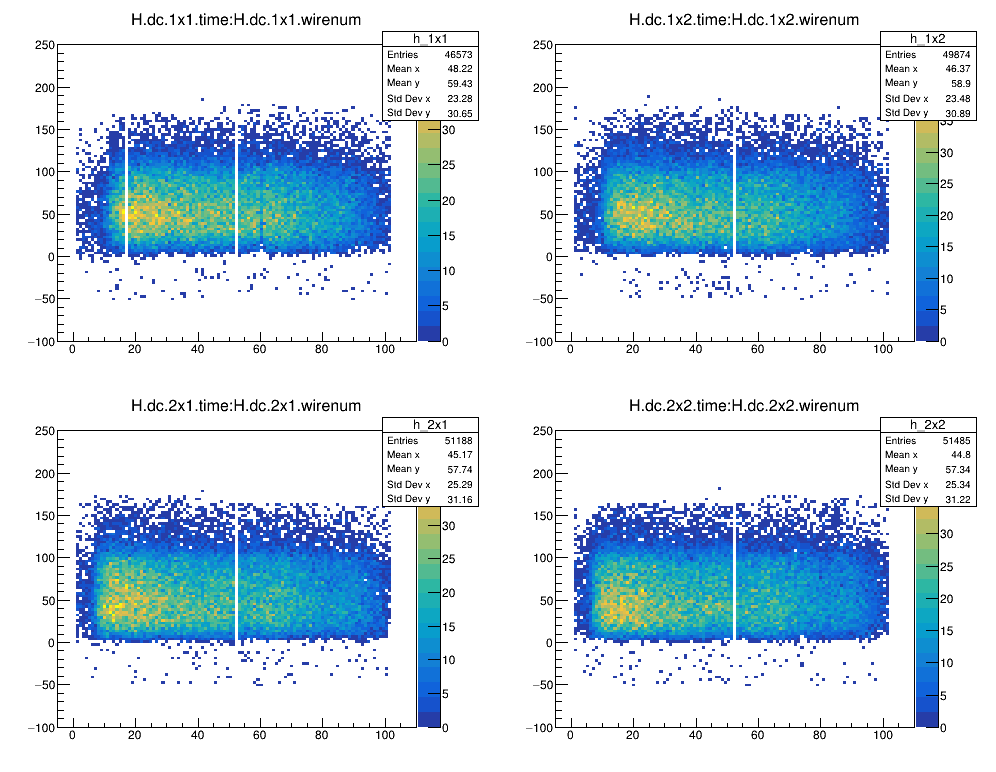 H.dc.1x1.time:H.dc.1x1.wirenum
h_1x1
Entries 46573
Mean x 48.22
Mean y 59.43
Std Dev x 23.28
Std Dev y 30.65
250
200
150
100
50
0
−50
−100
0 20 40 60 80 100
30
25
20
15
10
5
0
H.dc.1x2.time:H.dc.1x2.wirenum
h_1x2
Entries 49874
Mean x 46.37
Mean y 58.9
Std Dev x 23.48
Std Dev y 30.89
250
200
150
100
50
0
−50
−100
0 20 40 60 80 100
35
30
25
20
15
10
5
0
H.dc.2x1.time:H.dc.2x1.wirenum
h_2x1
Entries 51188
Mean x 45.17
Mean y 57.74
Std Dev x 25.29
Std Dev y 31.16
250
200
150
100
50
0
−50
−100
0 20 40 60 80 100
30
25
20
15
10
5
0
H.dc.2x2.time:H.dc.2x2.wirenum
h_2x2
Entries 51485
Mean x 44.8
Mean y 57.34
Std Dev x 25.34
Std Dev y 31.22
250
200
150
100
50
0
−50
−100
0 20 40 60 80 100
30
25
20
15
10
5
0